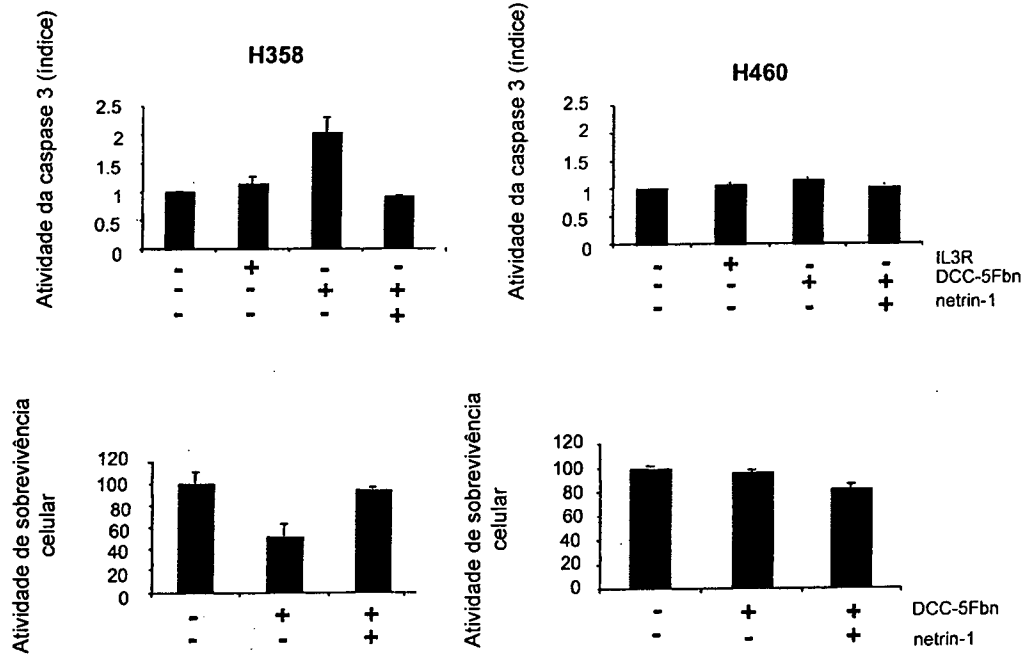 H358
Atividade da caspase 3 (índice)
2.5
2
1.5
1
0.5
0
- + - -
- - + +
- - - +
H460
Atividade da caspase 3 (índice)
2.5
2
1.5
1
0.5
0
- + - - IL3R
- - + + DCC-5Fbn
- - - + netrin-1
Atividade de sobrevivência
celular
120
100
80
60
40
20
0
- + +
- - +
Atividade de sobrevivência
celular
120
100
80
60
40
20
0
- + + DCC-5Fbn
- - + netrin-1